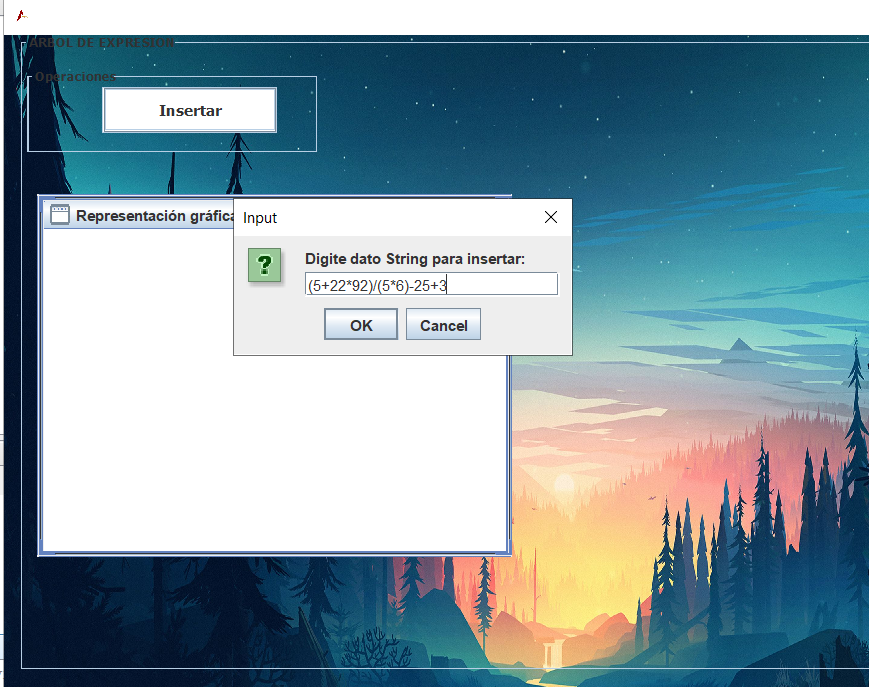 ARBOL DE EXPRESIÓN
Operaciones
Insertar
Representación gráfica
Input
Digite dato String para insertar:
(5+22*92)/(5*6)-25+3
OK
Cancel